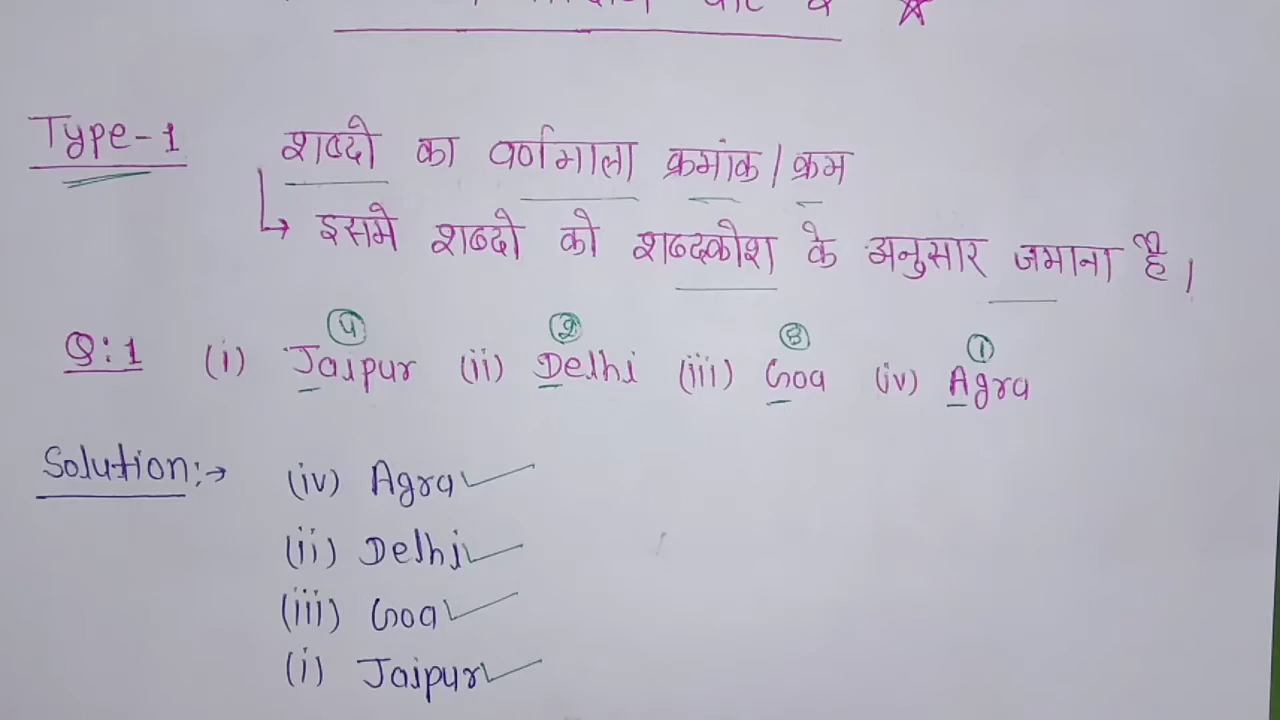 Type-1 शब्दो का वर्णमाला क्रमांक/क्रम
↳ इसमे शब्दो को शब्दकोश के अनुसार जमाना है।
④ ② ③ ①
Q:1 (i) Jaipur (ii) Delhi (iii) Goa (iv) Agra
Solution:→ (iv) Agra
(ii) Delhi
(iii) Goa
(i) Jaipur